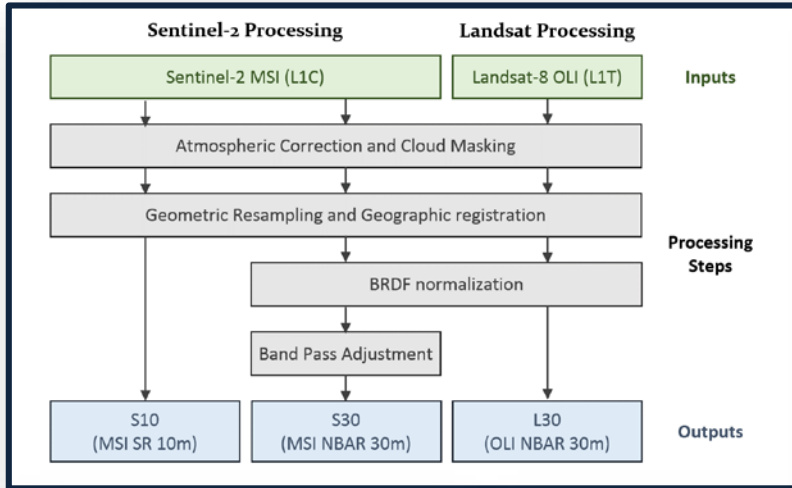 Sentinel-2 Processing
Landsat Processing
Sentinel-2 MSI (L1C)
Landsat-8 OLI (L1T)
Inputs
Atmospheric Correction and Cloud Masking
Geometric Resampling and Geographic registration
Processing
Steps
BRDF normalization
Band Pass Adjustment
S10
(MSI SR 10m)
S30
(MSI NBAR 30m)
L30
(OLI NBAR 30m)
Outputs